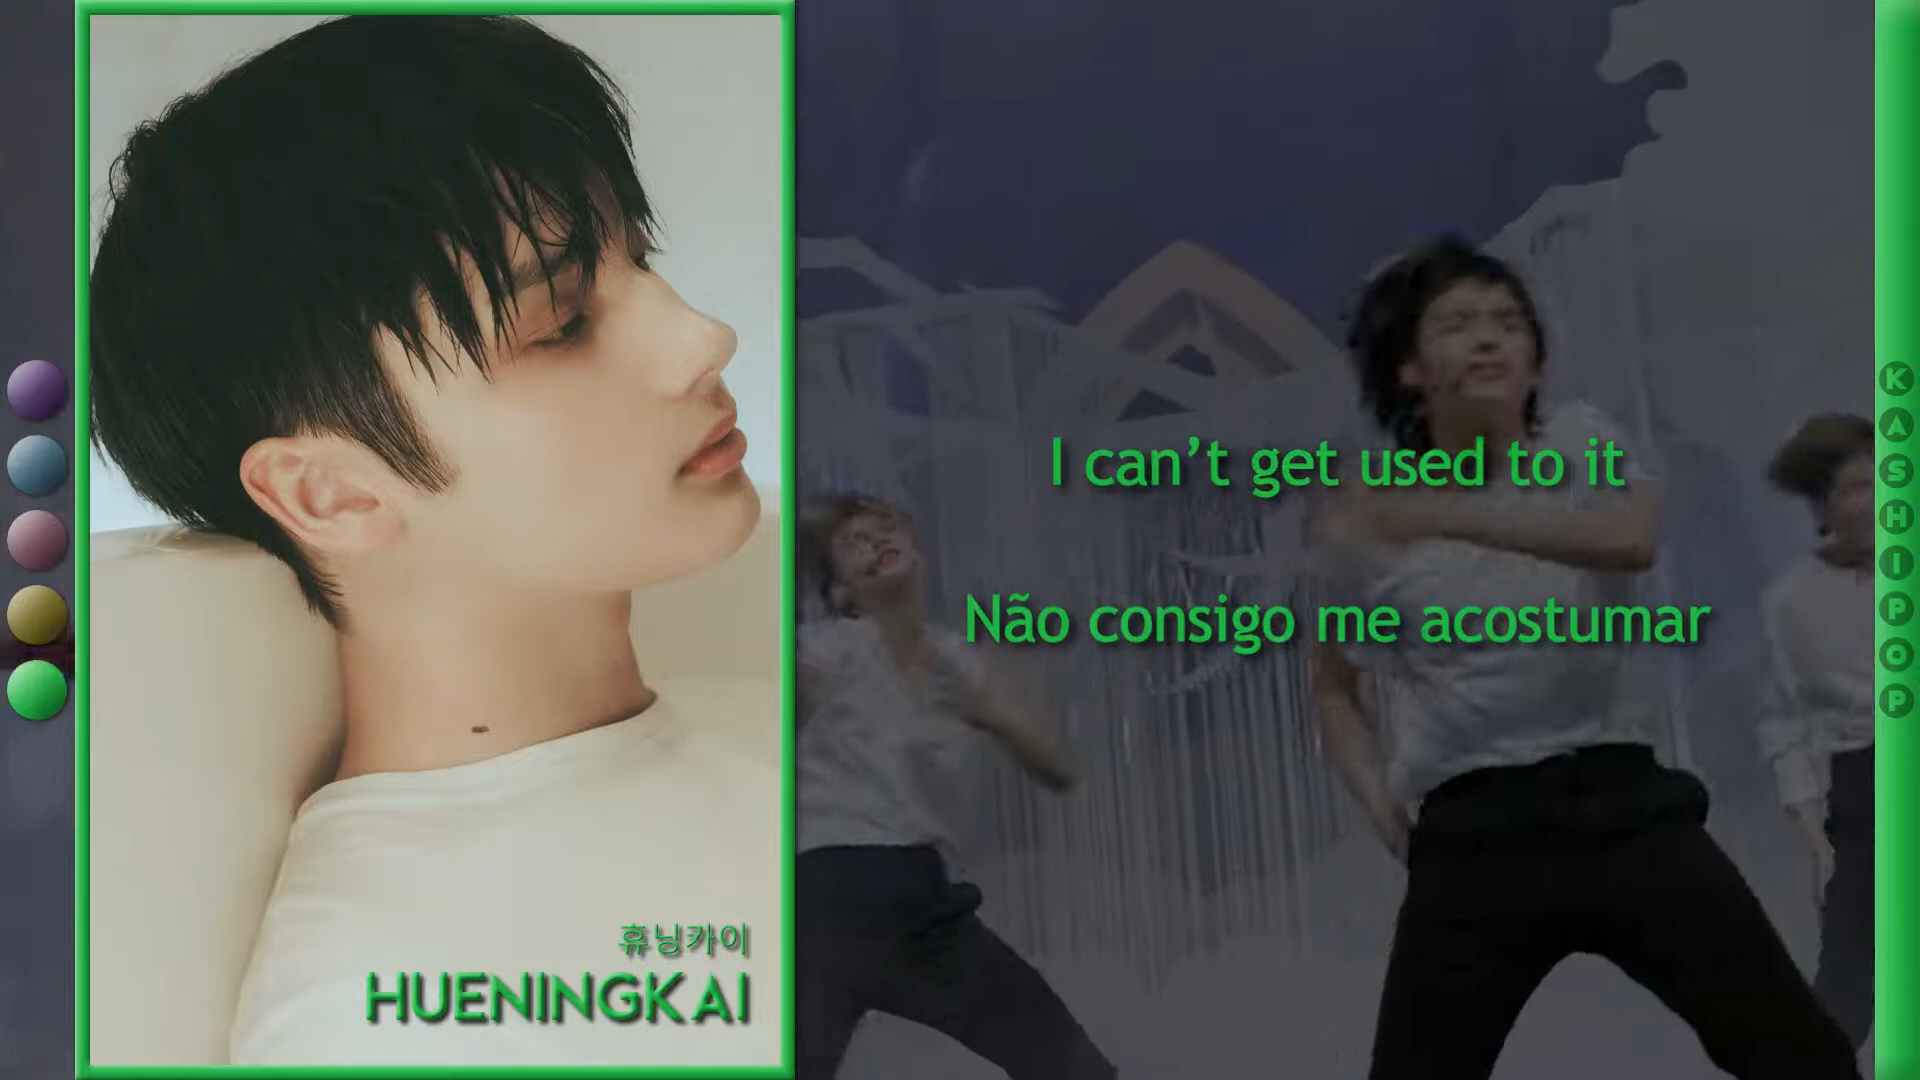 휴닝카이
HUENINGKAI
I can’t get used to it
Não consigo me acostumar
KASHIPOP